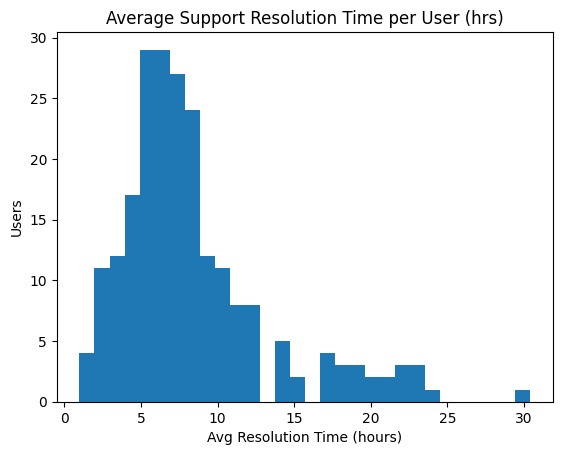 Average Support Resolution Time per User (hrs)
30
25
20
15
10
5
0
Users
0 5 10 15 20 25 30
Avg Resolution Time (hours)